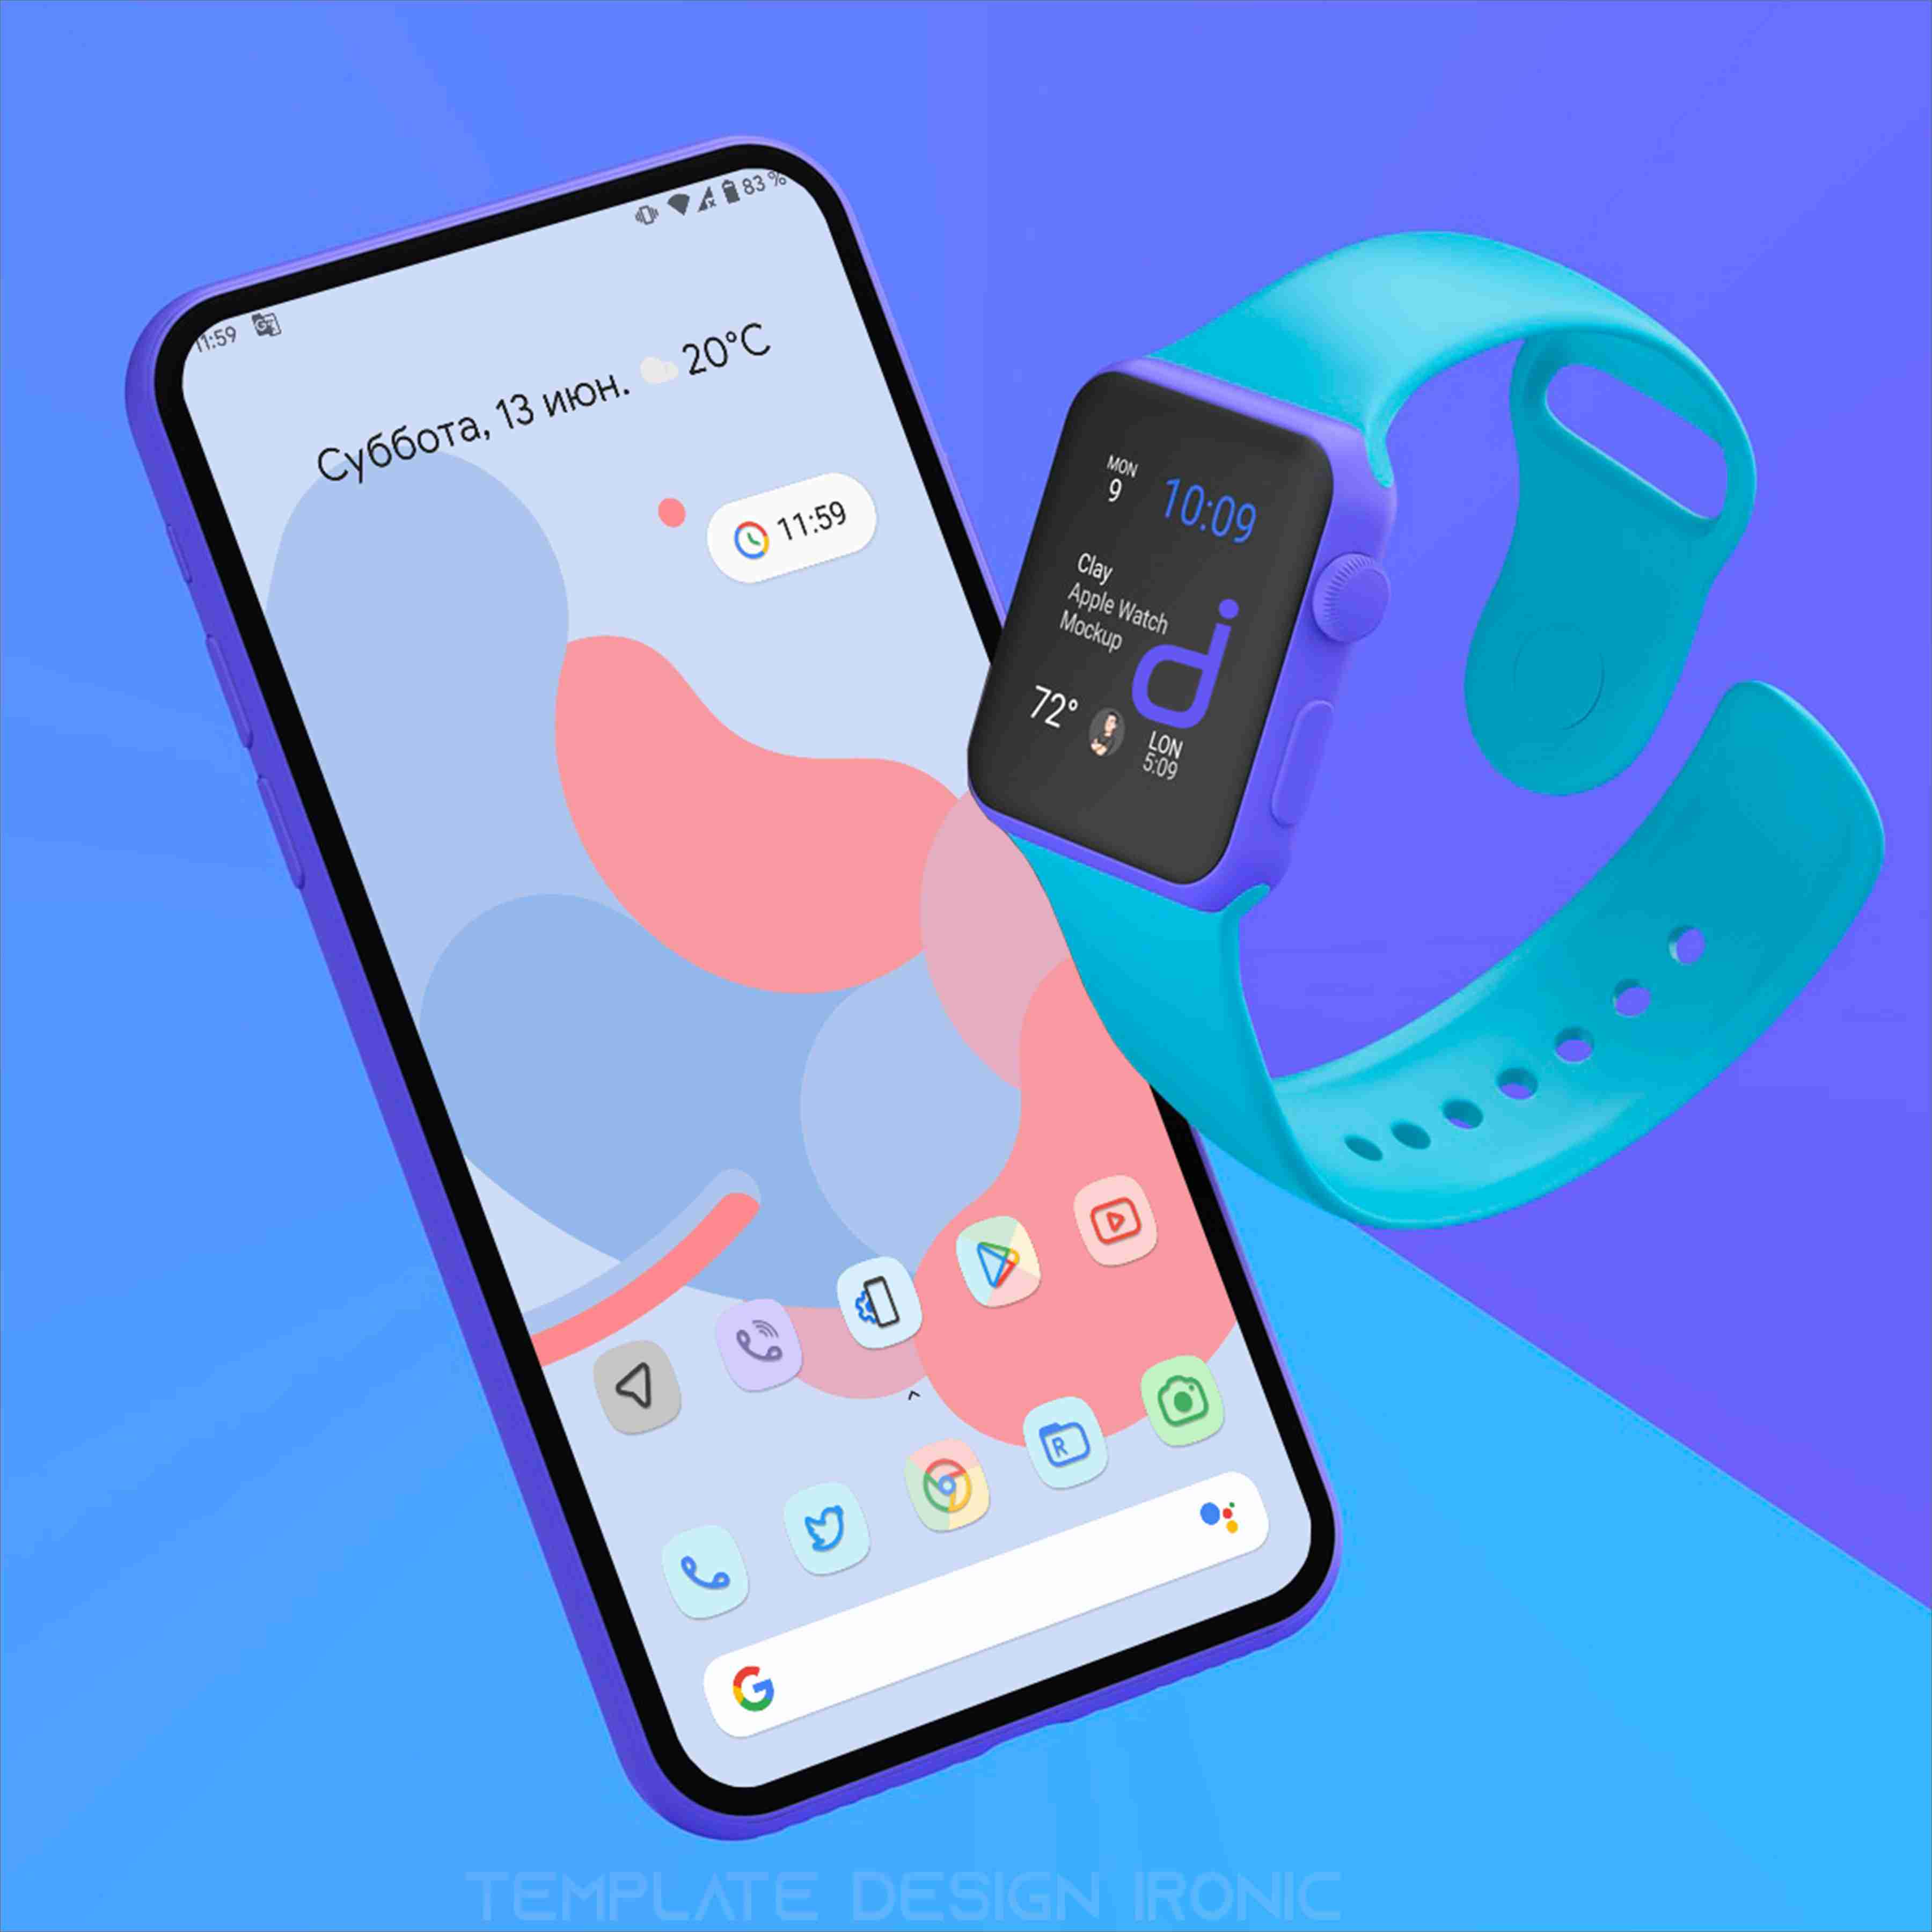 11:59
83 %
Суббота, 13 июн. 20°C
11:59
MON
9
10:09
Clay
Apple Watch
Mockup
72°
LON
5:09
R
G
TEMPLATE DESIGN IRONIC